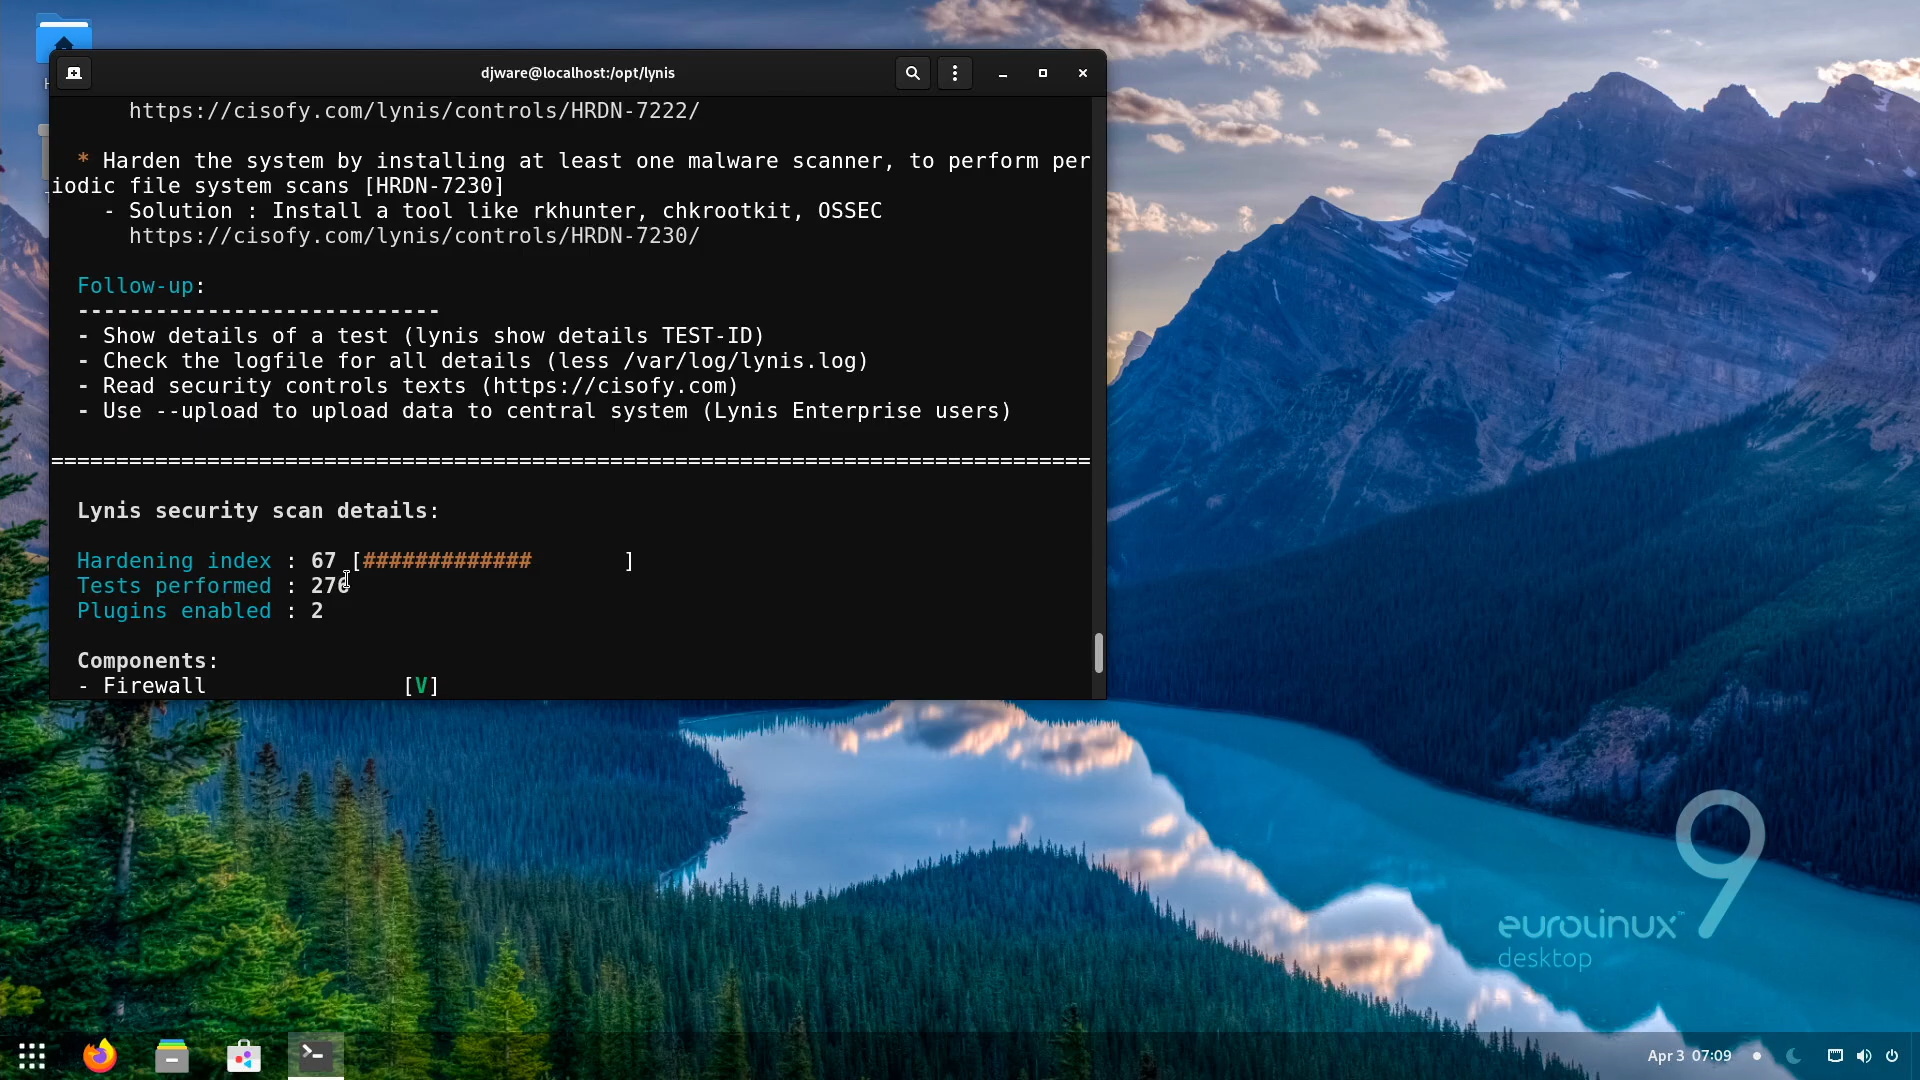 djware@localhost:/opt/lynis
https://cisofy.com/lynis/controls/HRDN-7222/
* Harden the system by installing at least one malware scanner, to perform per
iodic file system scans [HRDN-7230]
- Solution : Install a tool like rkhunter, chkrootkit, OSSEC
https://cisofy.com/lynis/controls/HRDN-7230/
Follow-up:
----------------------------
- Show details of a test (lynis show details TEST-ID)
- Check the logfile for all details (less /var/log/lynis.log)
- Read security controls texts (https://cisofy.com)
- Use --upload to upload data to central system (Lynis Enterprise users)
================================================================================
Lynis security scan details:
Hardening index : 67 [#############       ]
Tests performed : 276
Plugins enabled : 2
Components:
- Firewall [V]
9
eurolinux™
desktop
Apr 3 07:09